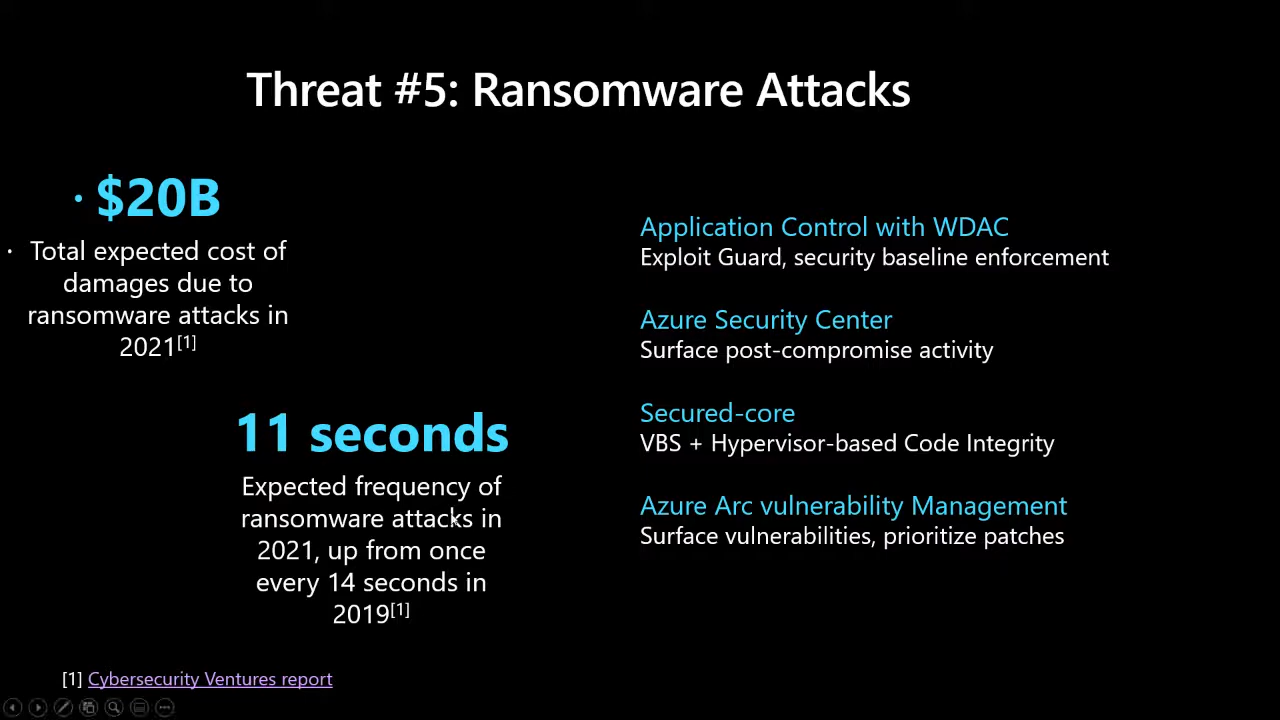 Threat #5: Ransomware Attacks
· $20B
· Total expected cost of
damages due to
ransomware attacks in
2021[1]
11 seconds
Expected frequency of
ransomware attacks in
2021, up from once
every 14 seconds in
2019[1]
Application Control with WDAC
Exploit Guard, security baseline enforcement
Azure Security Center
Surface post-compromise activity
Secured-core
VBS + Hypervisor-based Code Integrity
Azure Arc vulnerability Management
Surface vulnerabilities, prioritize patches
[1] Cybersecurity Ventures report